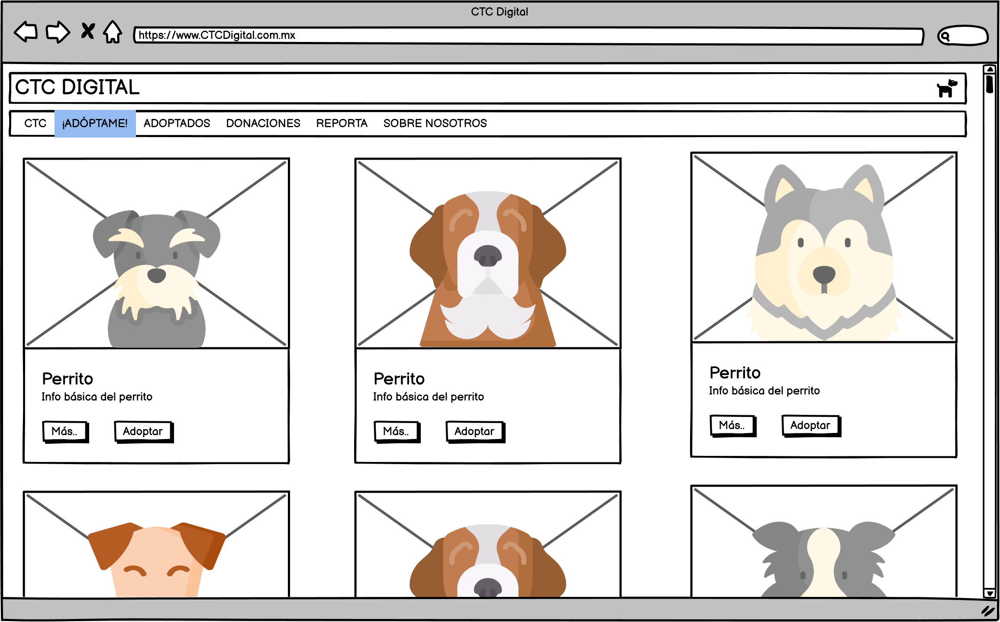 CTC Digital
https://www.CTCDigital.com.mx
CTC DIGITAL
CTC ¡ADÓPTAME! ADOPTADOS DONACIONES REPORTA SOBRE NOSOTROS
Perrito
Info básica del perrito
Más.. Adoptar
Perrito
Info básica del perrito
Más.. Adoptar
Perrito
Info básica del perrito
Más.. Adoptar